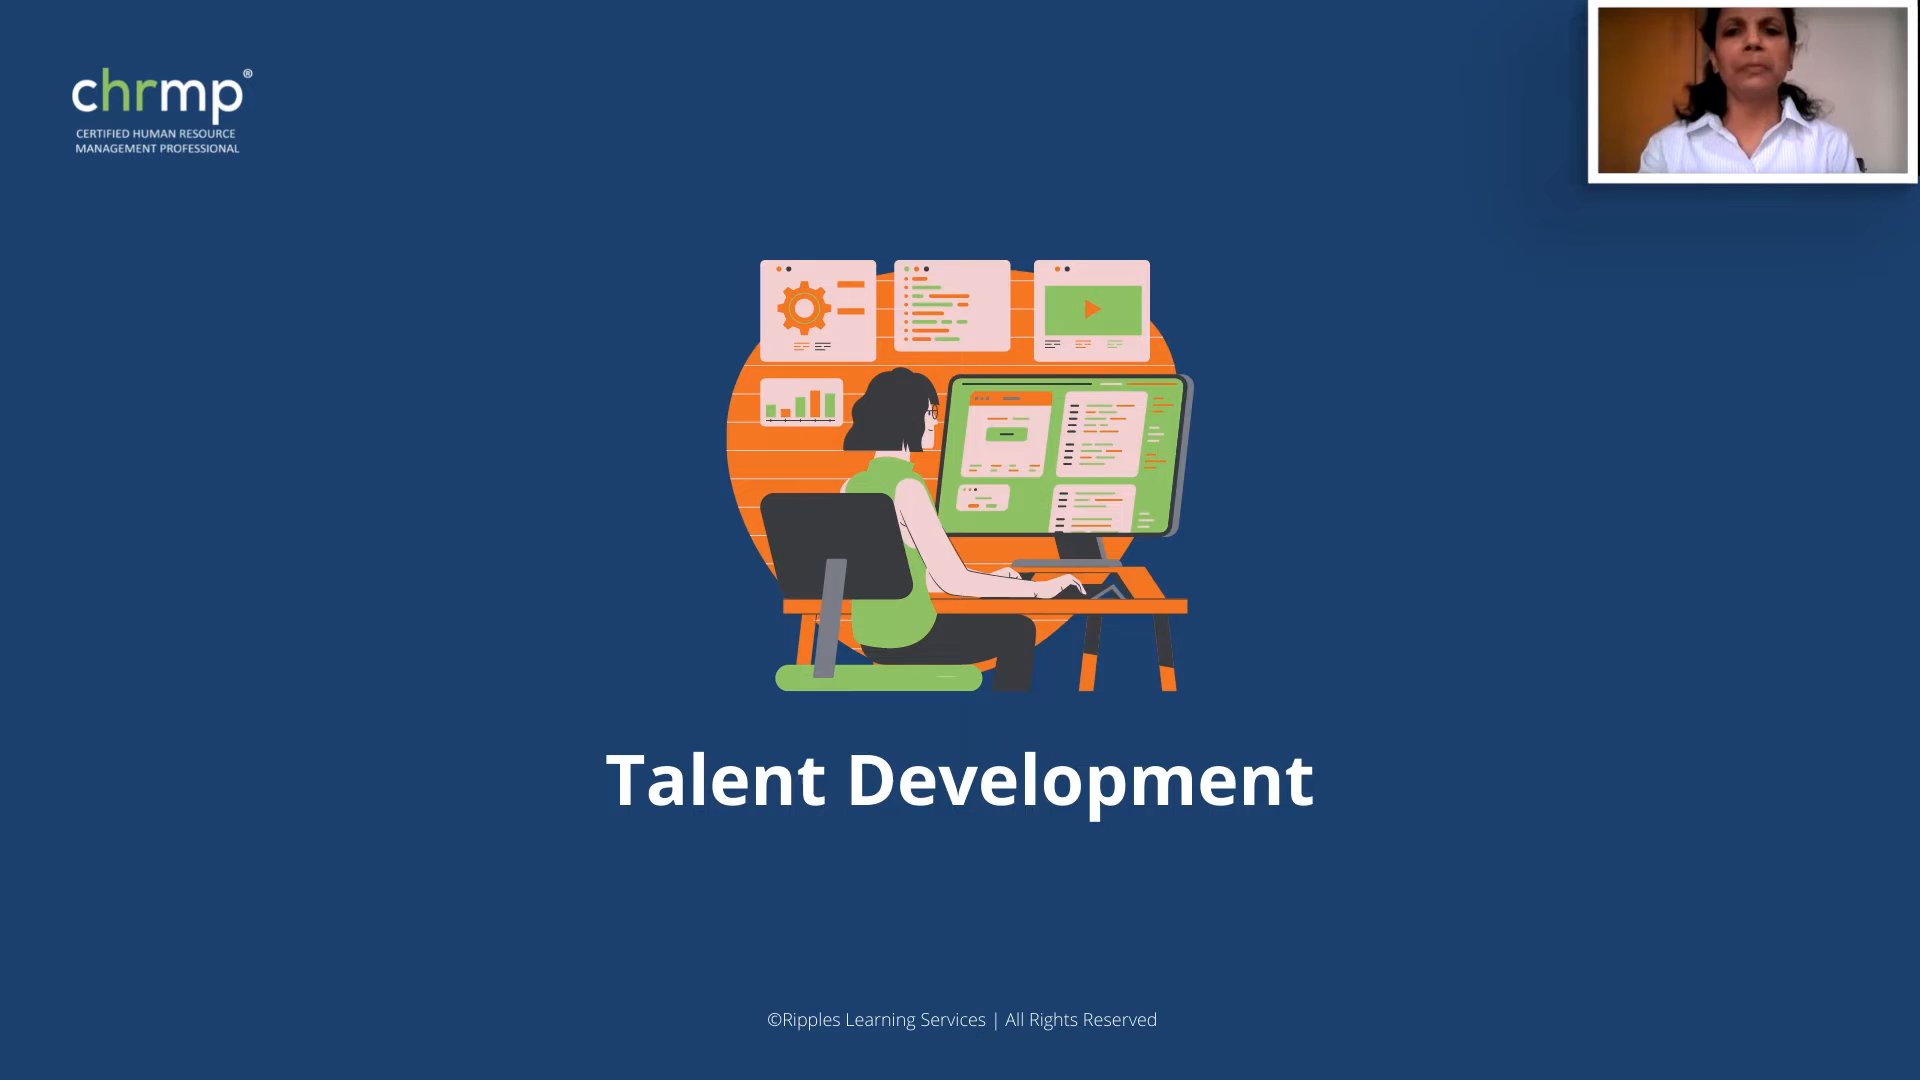 chrmp®
CERTIFIED HUMAN RESOURCE
MANAGEMENT PROFESSIONAL
Talent Development
©Ripples Learning Services | All Rights Reserved